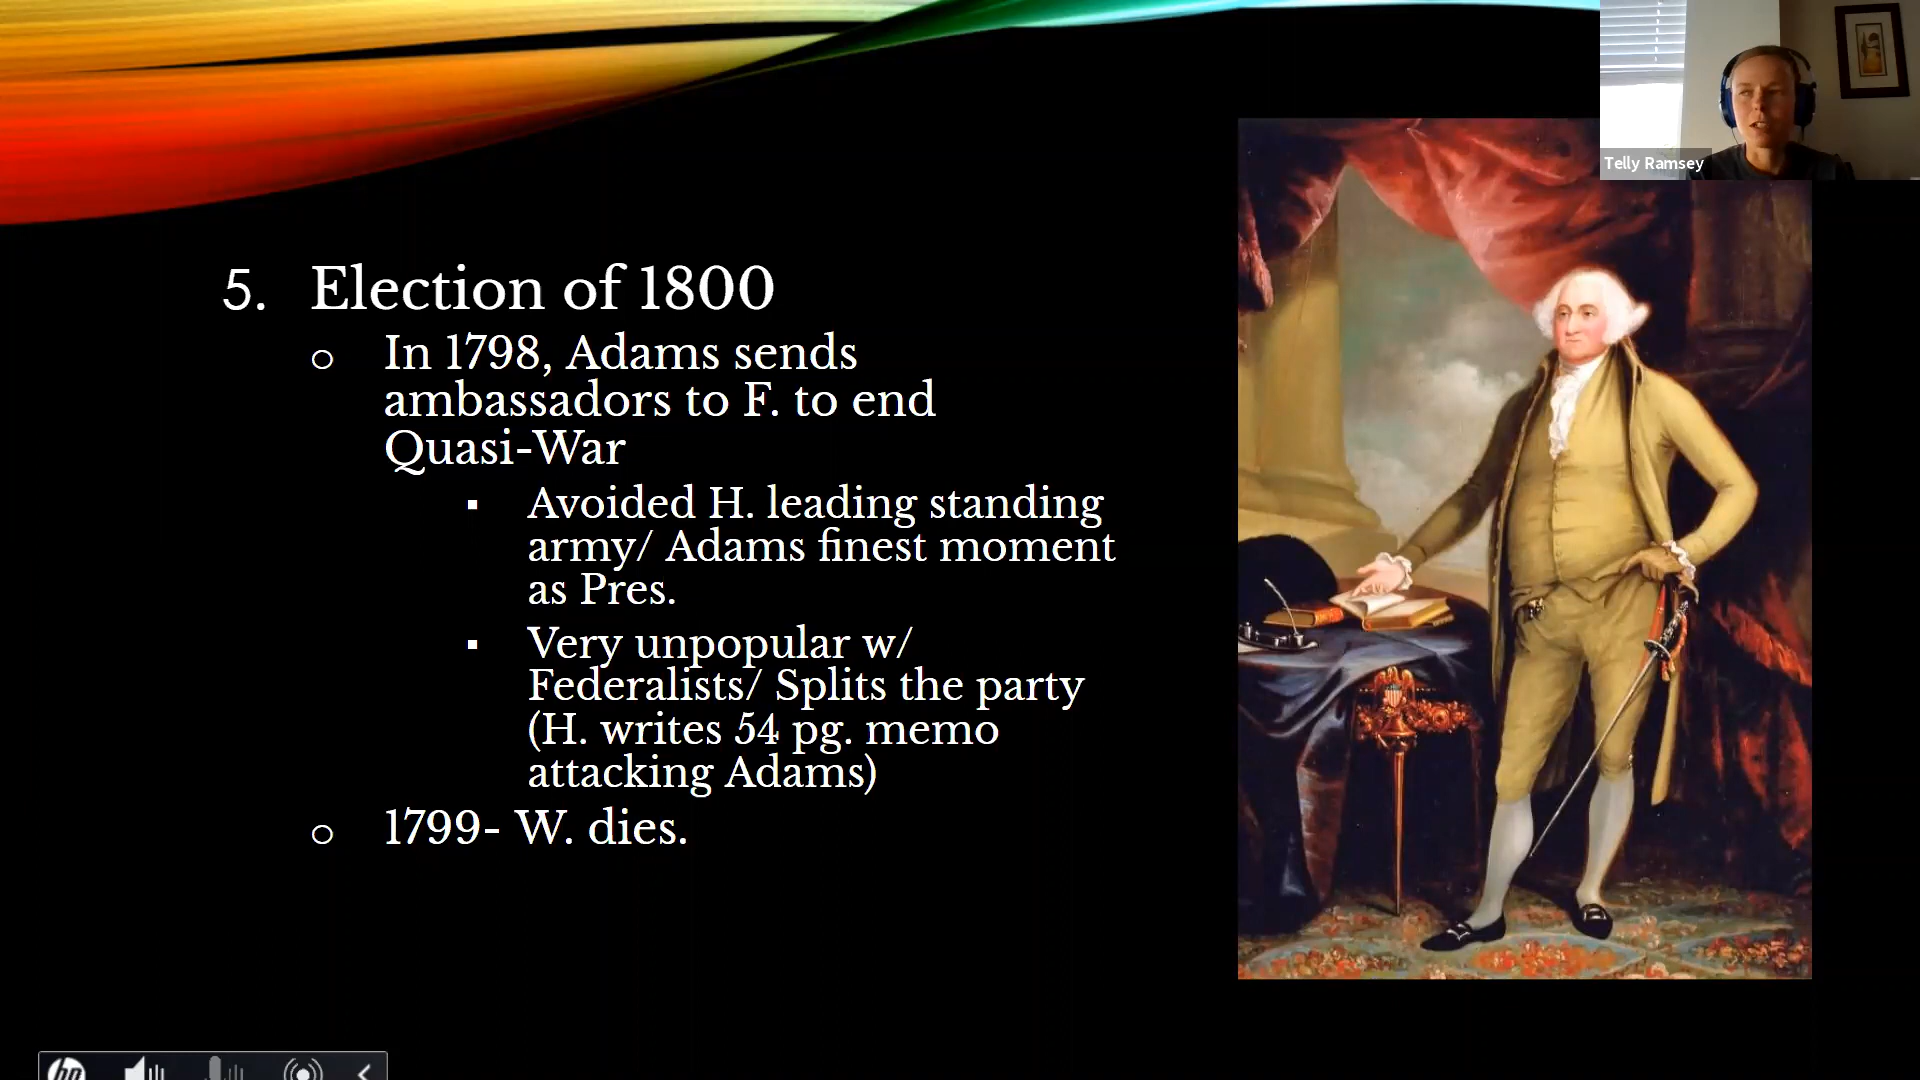 Telly Ramsey
5. Election of 1800
o In 1798, Adams sends
ambassadors to F. to end
Quasi-War
▪ Avoided H. leading standing
army/ Adams finest moment
as Pres.
▪ Very unpopular w/
Federalists/ Splits the party
(H. writes 54 pg. memo
attacking Adams)
o 1799- W. dies.
hp